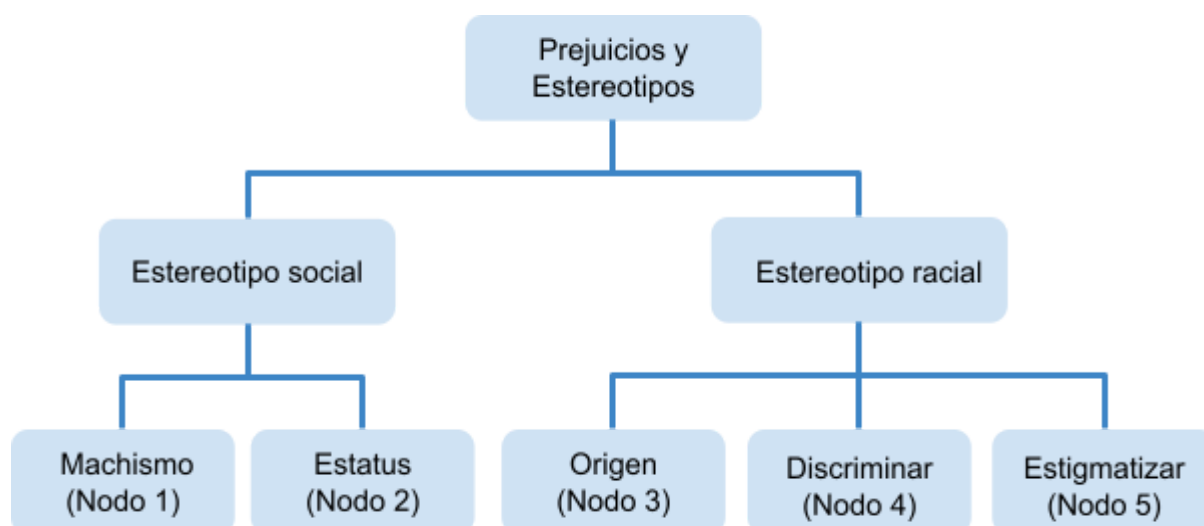 Prejuicios y
Estereotipos
Estereotipo social
Estereotipo racial
Machismo
(Nodo 1)
Estatus
(Nodo 2)
Origen
(Nodo 3)
Discriminar
(Nodo 4)
Estigmatizar
(Nodo 5)